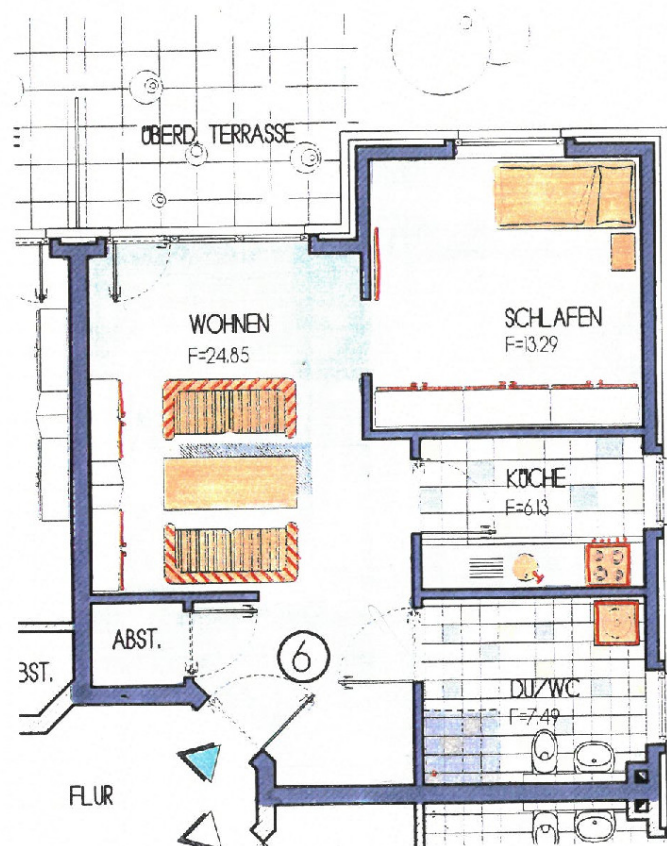 ÜBERD. TERRASSE
WOHNEN
F=24.85
SCHLAFEN
F=13.29
KÜCHE
F=6.13
ABST.
6
BST.
DU/WC
F=7.49
FLUR